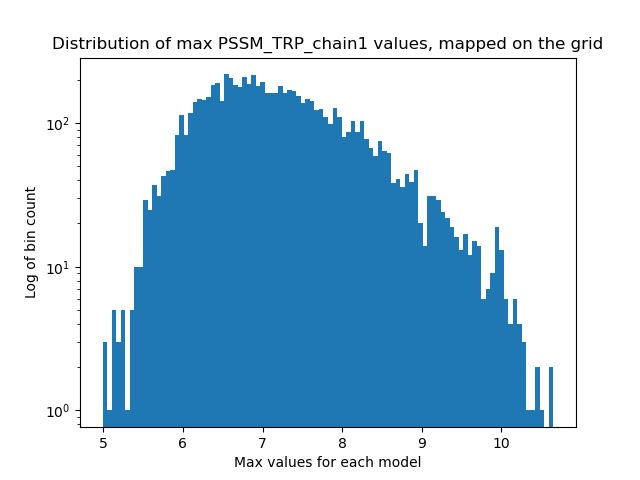 Distribution of max PSSM_TRP_chain1 values, mapped on the grid
Log of bin count
10²
10¹
10⁰
5 6 7 8 9 10
Max values for each model